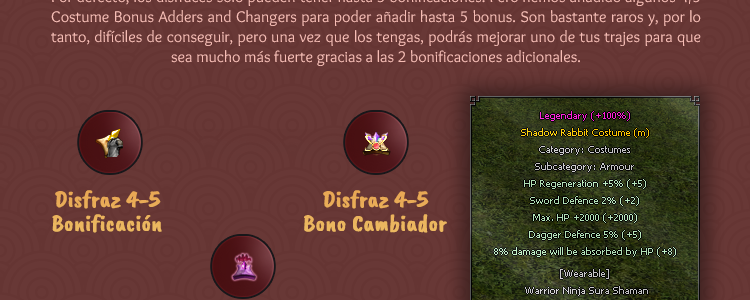 Por defecto, los disfraces solo pueden tener hasta 3 bonificaciones. Pero hemos añadido algunos 4/5
Costume Bonus Adders and Changers para poder añadir hasta 5 bonus. Son bastante raros y, por lo
tanto, difíciles de conseguir, pero una vez que los tengas, podrás mejorar uno de tus trajes para que
sea mucho más fuerte gracias a las 2 bonificaciones adicionales.
Disfraz 4-5
Bonificación
Disfraz 4-5
Bono Cambiador
Legendary (+100%)
Shadow Rabbit Costume (m)
Category: Costumes
Subcategory: Armour
HP Regeneration +5% (+5)
Sword Defence 2% (+2)
Max. HP +2000 (+2000)
Dagger Defence 5% (+5)
8% damage will be absorbed by HP (+8)
[Wearable]
Warrior Ninja Sura Shaman